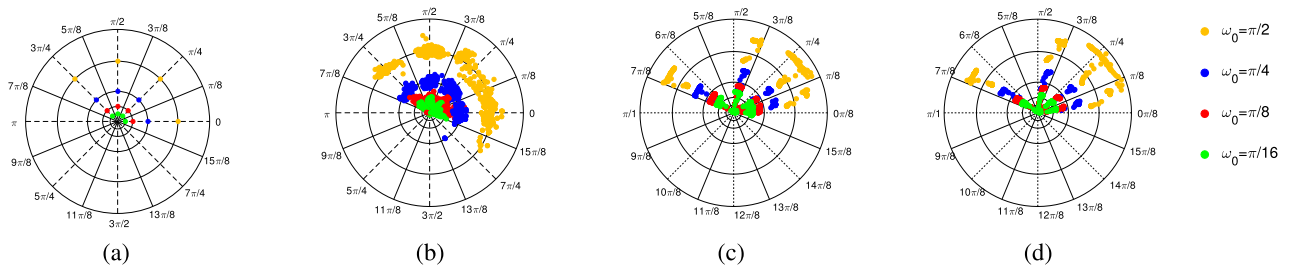 π/2
5π/8 3π/8
3π/4 π/4
7π/8 π/8
π 0
9π/8 15π/8
5π/4 7π/4
11π/8 13π/8
3π/2
(a)
π/2
5π/8 3π/8
3π/4 π/4
7π/8 π/8
π 0
9π/8 15π/8
5π/4 7π/4
11π/8 13π/8
3π/2
(b)
5π/8 3π/8
6π/8 π/4
7π/8 π/8
π/1 0π/8
9π/8 15π/8
10π/8 14π/8
11π/8 13π/8
12π/8
(c)
5π/8 3π/8
6π/8 π/4
7π/8 π/8
π/1 0π/8
9π/8 15π/8
10π/8 14π/8
11π/8 13π/8
12π/8
(d)
ω₀=π/2
ω₀=π/4
ω₀=π/8
ω₀=π/16